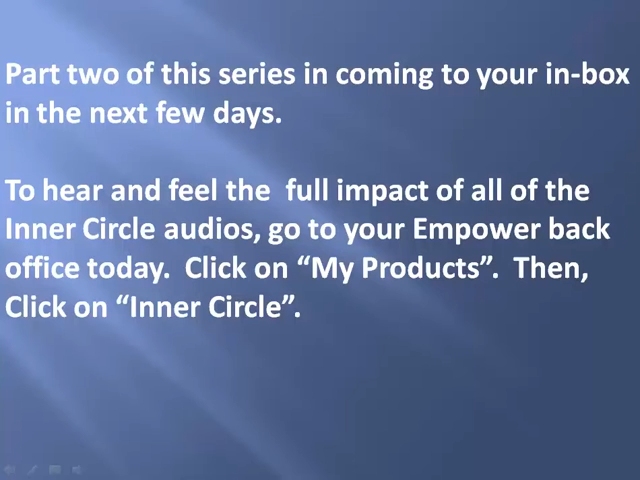 Part two of this series in coming to your in-box
in the next few days.
To hear and feel the  full impact of all of the
Inner Circle audios, go to your Empower back
office today.  Click on “My Products”.  Then,
Click on “Inner Circle”.